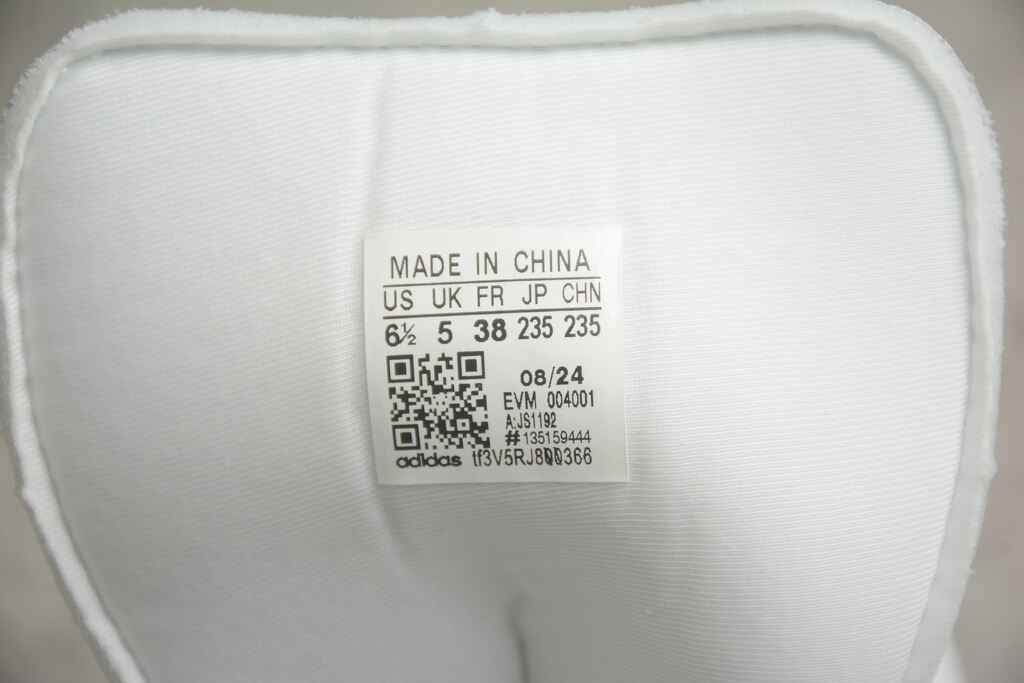 MADE IN CHINA
US UK FR JP CHN
6½ 5 38 235 235
08/24
EVM 004001
A:JS1192
#135159444
adidas tf3V5RJ800366